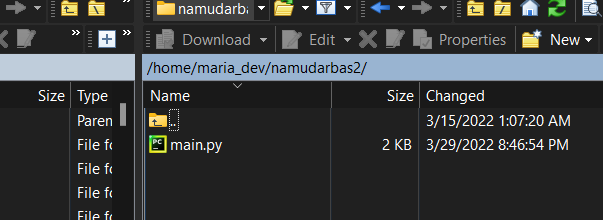 namudarbas
Download Edit Properties New
/home/maria_dev/namudarbas2/
Size Type Name Size Changed
Paren .. 3/15/2022 1:07:20 AM
File fo main.py 2 KB 3/29/2022 8:46:54 PM
File fo
File fo
File fo